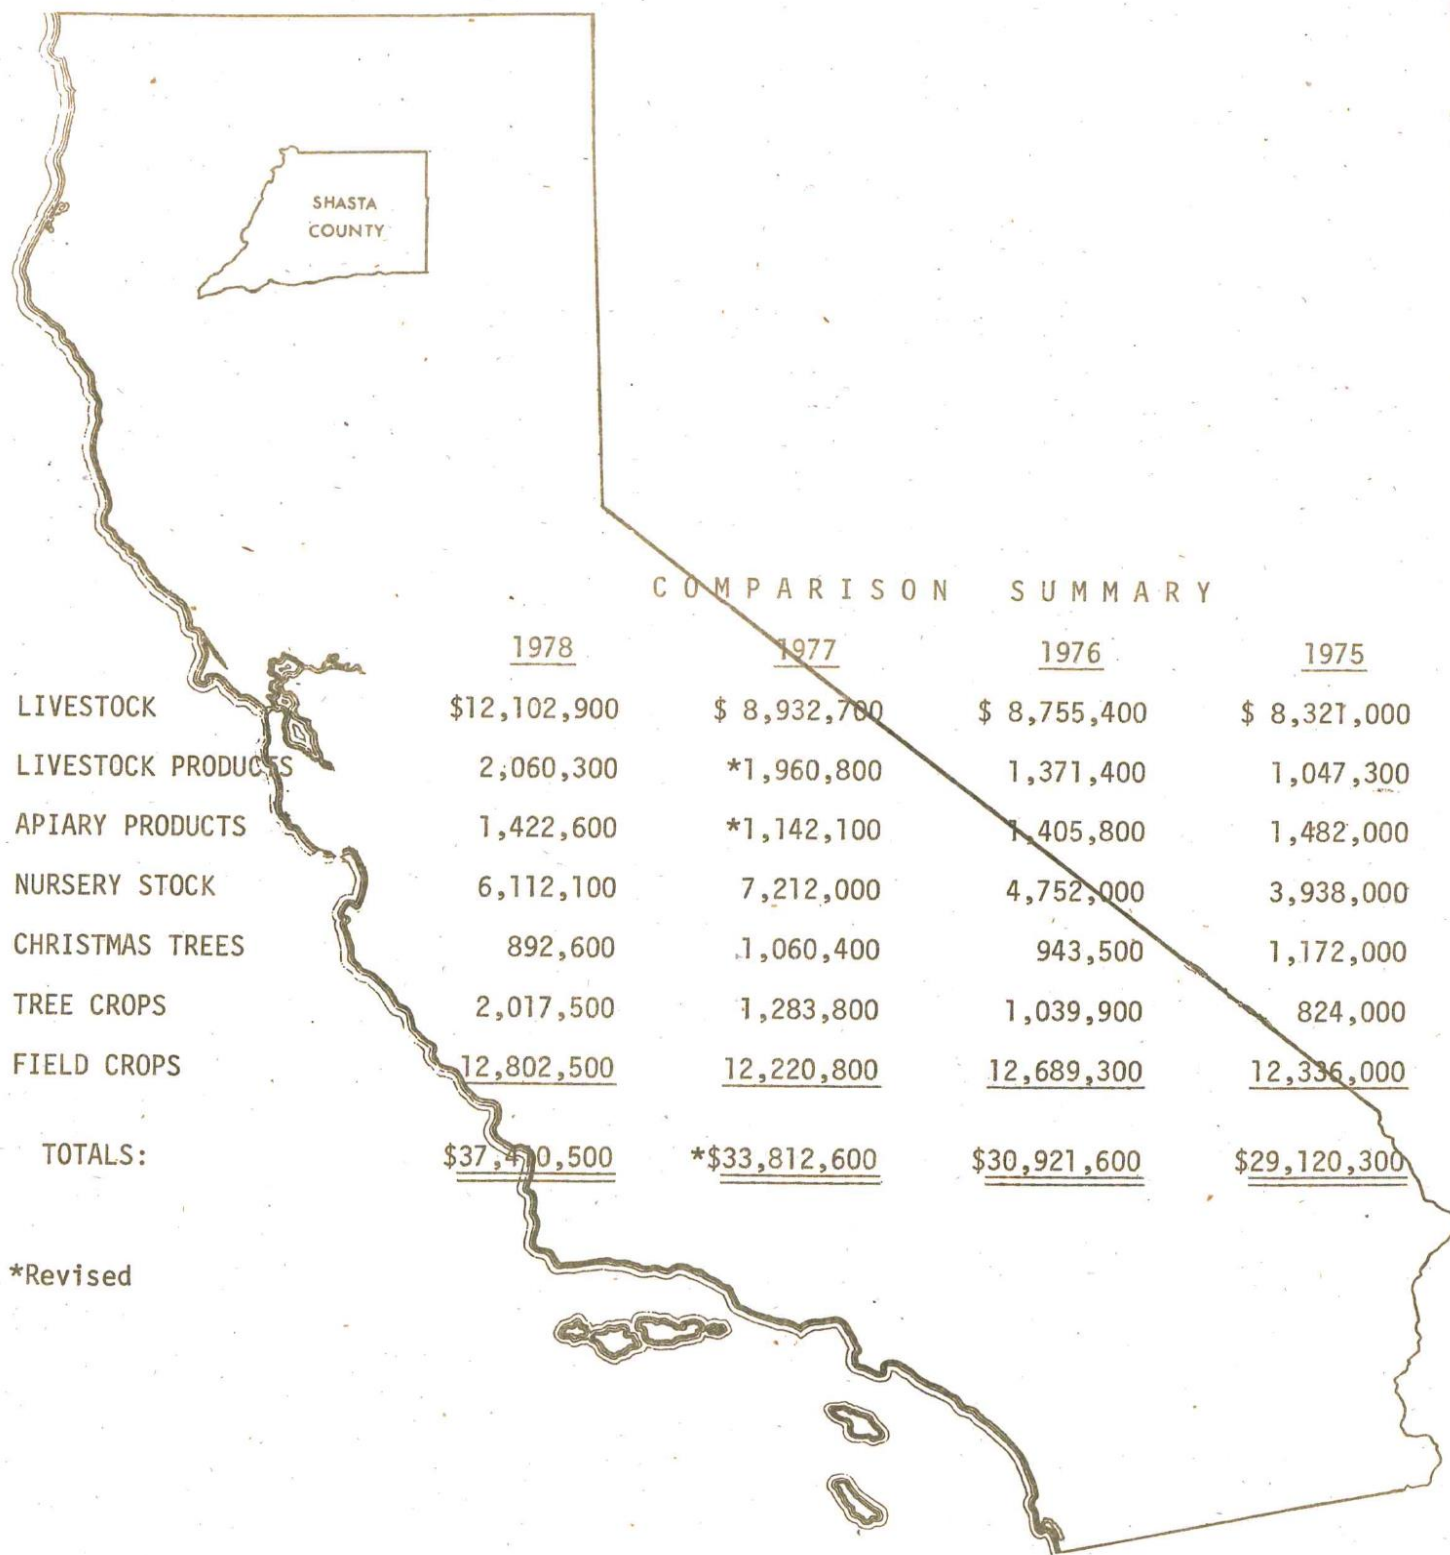 SHASTA
COUNTY
COMPARISON SUMMARY
1978 1977 1976 1975
LIVESTOCK $12,102,900 $ 8,932,700 $ 8,755,400 $ 8,321,000
LIVESTOCK PRODUCTS 2,060,300 *1,960,800 1,371,400 1,047,300
APIARY PRODUCTS 1,422,600 *1,142,100 1,405,800 1,482,000
NURSERY STOCK 6,112,100 7,212,000 4,752,000 3,938,000
CHRISTMAS TREES 892,600 1,060,400 943,500 1,172,000
TREE CROPS 2,017,500 1,283,800 1,039,900 824,000
FIELD CROPS 12,802,500 12,220,800 12,689,300 12,336,000
TOTALS: $37,410,500 *$33,812,600 $30,921,600 $29,120,300
*Revised